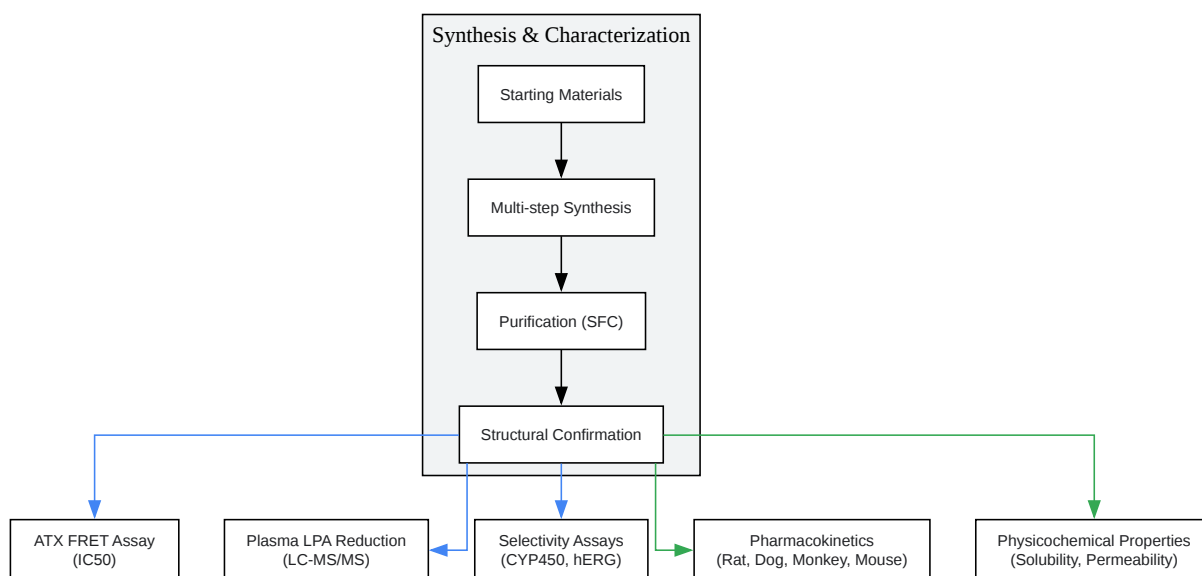 Synthesis & Characterization
Starting Materials
Multi-step Synthesis
Purification (SFC)
Structural Confirmation
ATX FRET Assay
(IC50)
Plasma LPA Reduction
(LC-MS/MS)
Selectivity Assays
(CYP450, hERG)
Pharmacokinetics
(Rat, Dog, Monkey, Mouse)
Physicochemical Properties
(Solubility, Permeability)